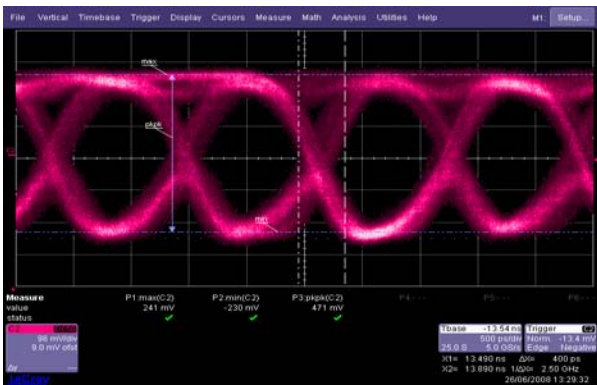 File Vertical Timebase Trigger Display Cursors Measure Math Analysis Utilities Help M1: Setup...
max
pkpk
min
C2
Measure P1:max(C2) P2:min(C2) P3:pkpk(C2) P4:--- P5:--- P6:---
value 241 mV -230 mV 471 mV
status
C2
98 mV/div
9.0 mV ofst
Δy ---
Tbase -13.54 ns Trigger C2
500 ps/div Norm. -13.4 mV
25.0 S 5.0 GS/s Edge Negative
X1= 13.490 ns ΔX= 400 ps
X2= 13.890 ns 1/ΔX= 2.50 GHz
LeCroy 26/06/2008 13:29:32